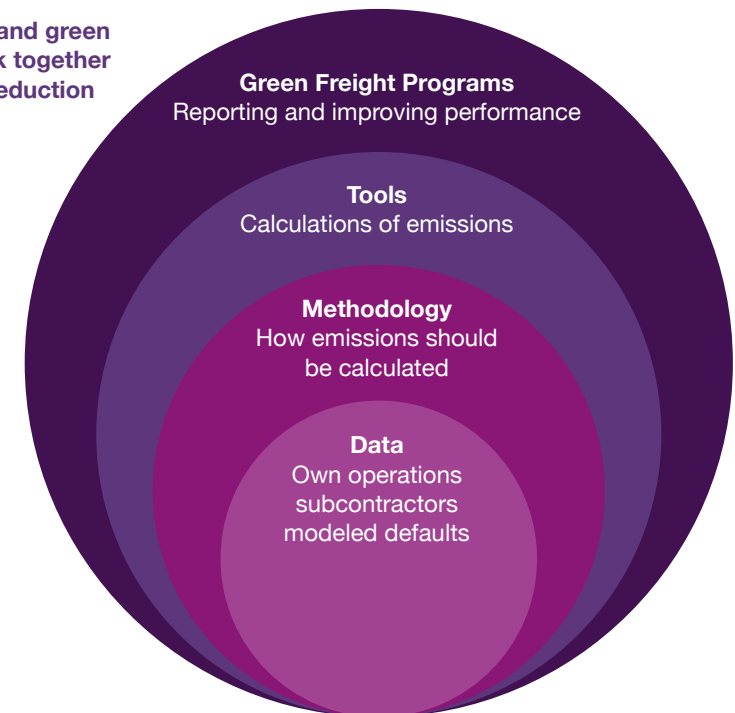 and green
together
Green Freight Programs
Reporting and improving performance
Tools
Calculations of emissions
Methodology
How emissions should
be calculated
Data
Own operations
subcontractors
modeled defaults